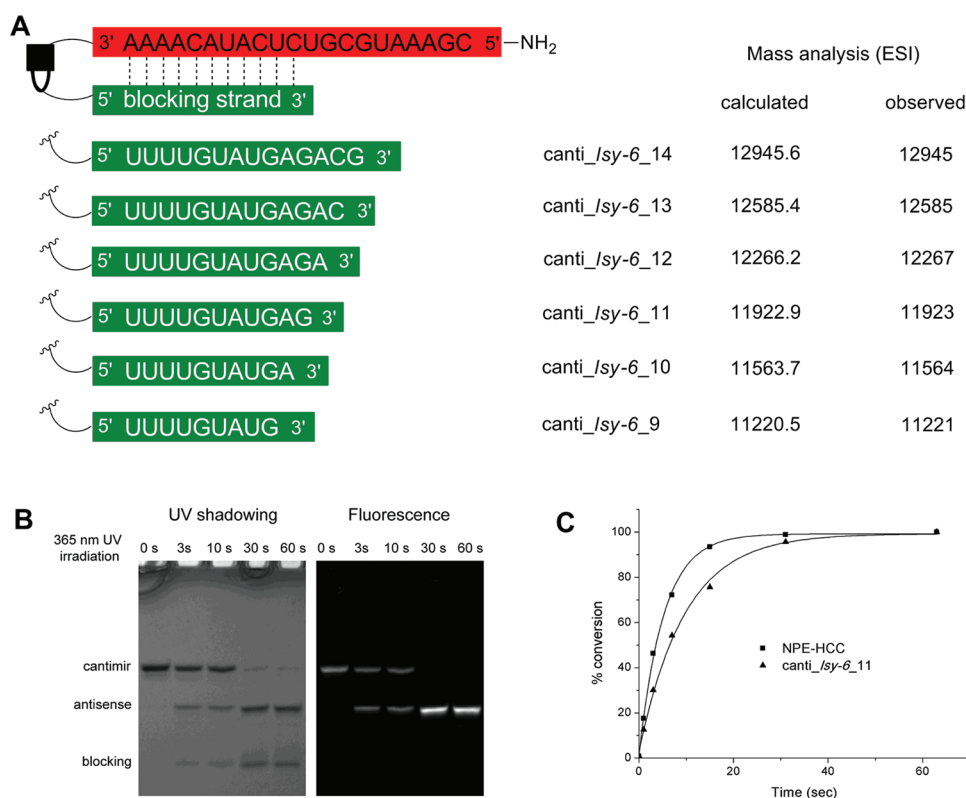 A
3' AAAACAUACUCUGCGUAAAGC 5' NH2
5' blocking strand 3'
Mass analysis (ESI)
calculated observed
5' UUUUGUAUGAGACG 3' canti_lsy-6_14 12945.6 12945
5' UUUUGUAUGAGAC 3' canti_lsy-6_13 12585.4 12585
5' UUUUGUAUGAGA 3' canti_lsy-6_12 12266.2 12267
5' UUUUGUAUGAG 3' canti_lsy-6_11 11922.9 11923
5' UUUUGUAUGA 3' canti_lsy-6_10 11563.7 11564
5' UUUUGUAUG 3' canti_lsy-6_9 11220.5 11221
B
UV shadowing Fluorescence
365 nm UV irradiation
0 s 3s 10 s 30 s 60 s 0 s 3s 10 s 30 s 60 s
cantimir
antisense
blocking
C
% conversion
100
80
60
40
20
0
NPE-HCC
canti_lsy-6_11
0 20 40 60
Time (sec)